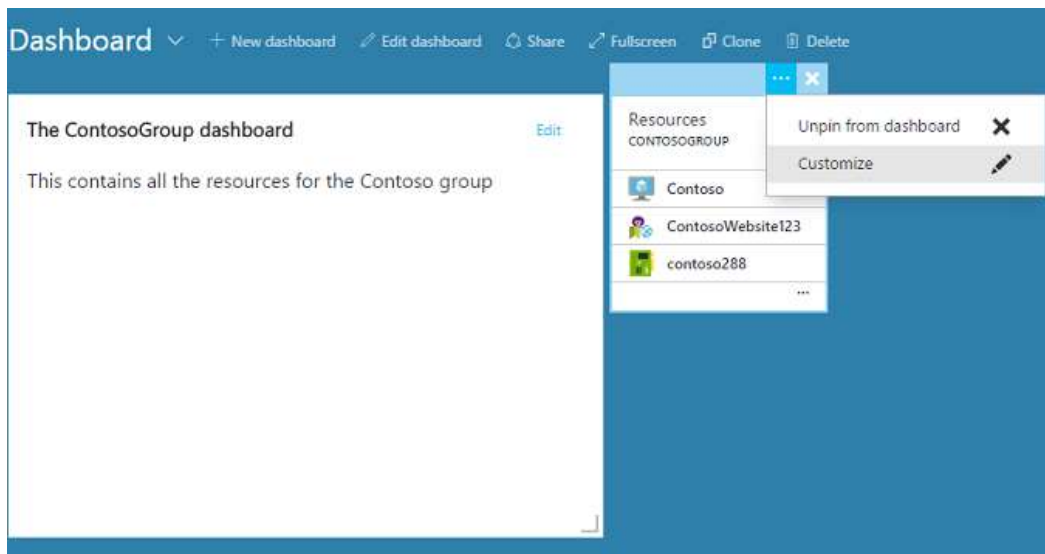 Dashboard
+ New dashboard
Edit dashboard
Share
Fullscreen
Clone
Delete
The ContosoGroup dashboard
Edit
This contains all the resources for the Contoso group
Resources
CONTOSOGROUP
Contoso
ContosoWebsite123
contoso288
...
Unpin from dashboard
Customize